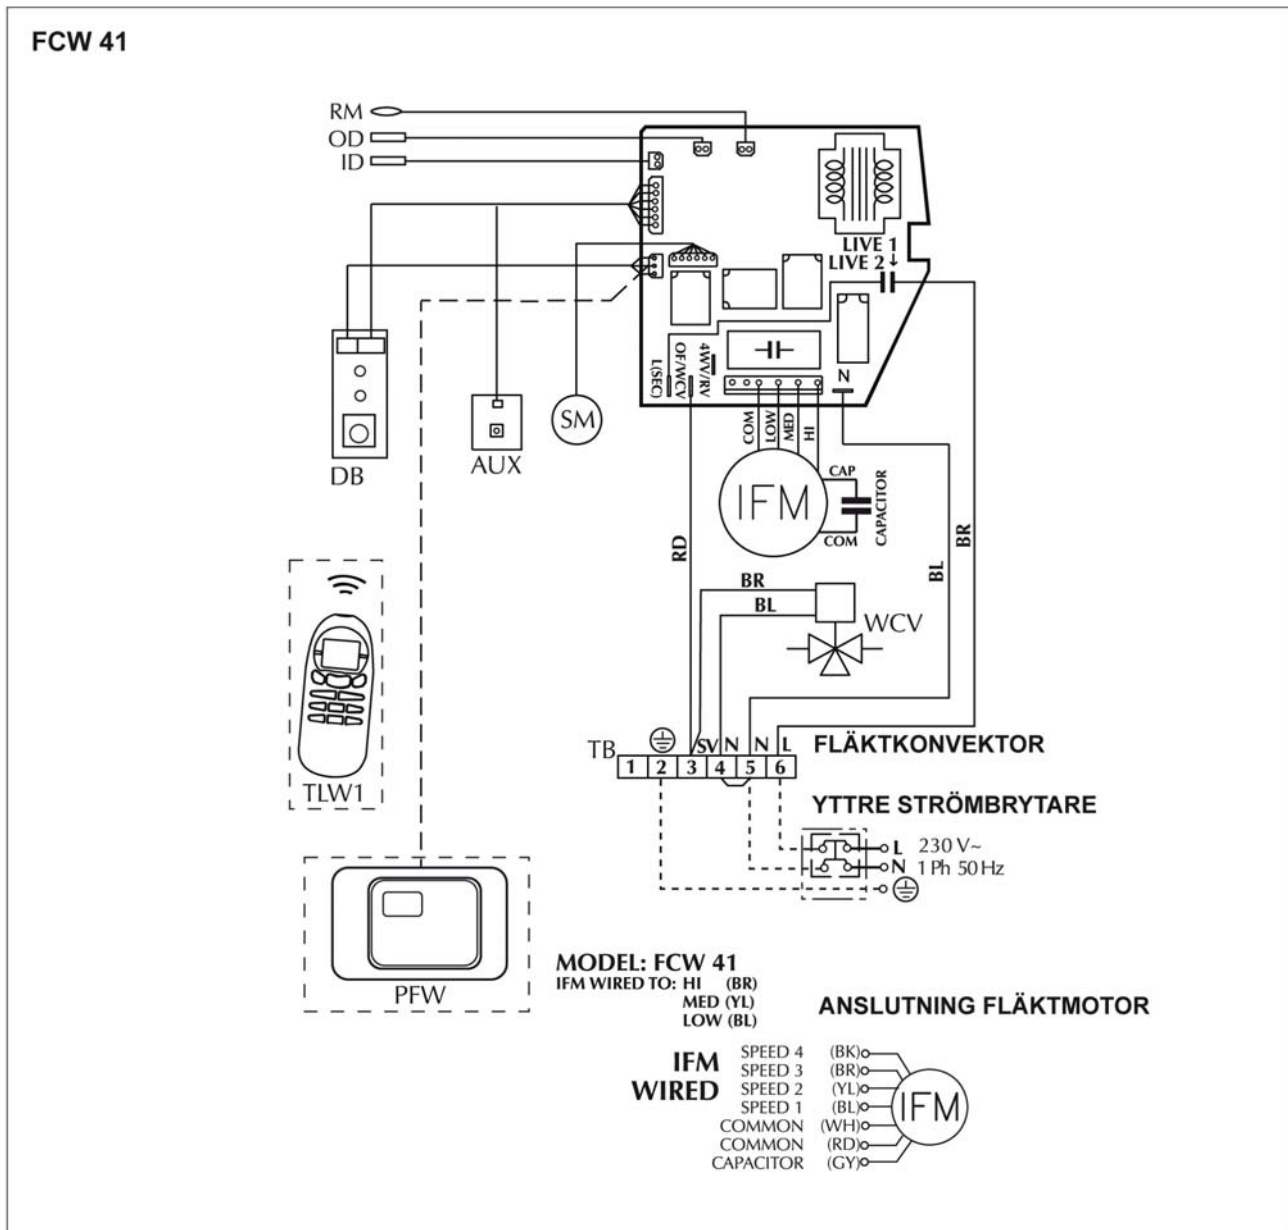 FCW 41
RM
OD
ID
LIVE 1
LIVE 2
L(SEC)
OF/WCV
4WV/RV
N
COM
LOW
MED
HI
DB
AUX
SM
IFM
CAP
COM
CAPACITOR
RD
BR
BL
BL
BR
WCV
TLW1
TB
SV N N L
1 2 3 4 5 6
FLÄKTKONVEKTOR
YTTRE STRÖMBRYTARE
L 230 V~
N 1 Ph 50 Hz
PFW
MODEL: FCW 41
IFM WIRED TO: HI (BR)
MED (YL)
LOW (BL)
ANSLUTNING FLÄKTMOTOR
IFM
WIRED
SPEED 4 (BK)
SPEED 3 (BR)
SPEED 2 (YL)
SPEED 1 (BL)
COMMON (WH)
COMMON (RD)
CAPACITOR (GY)
IFM